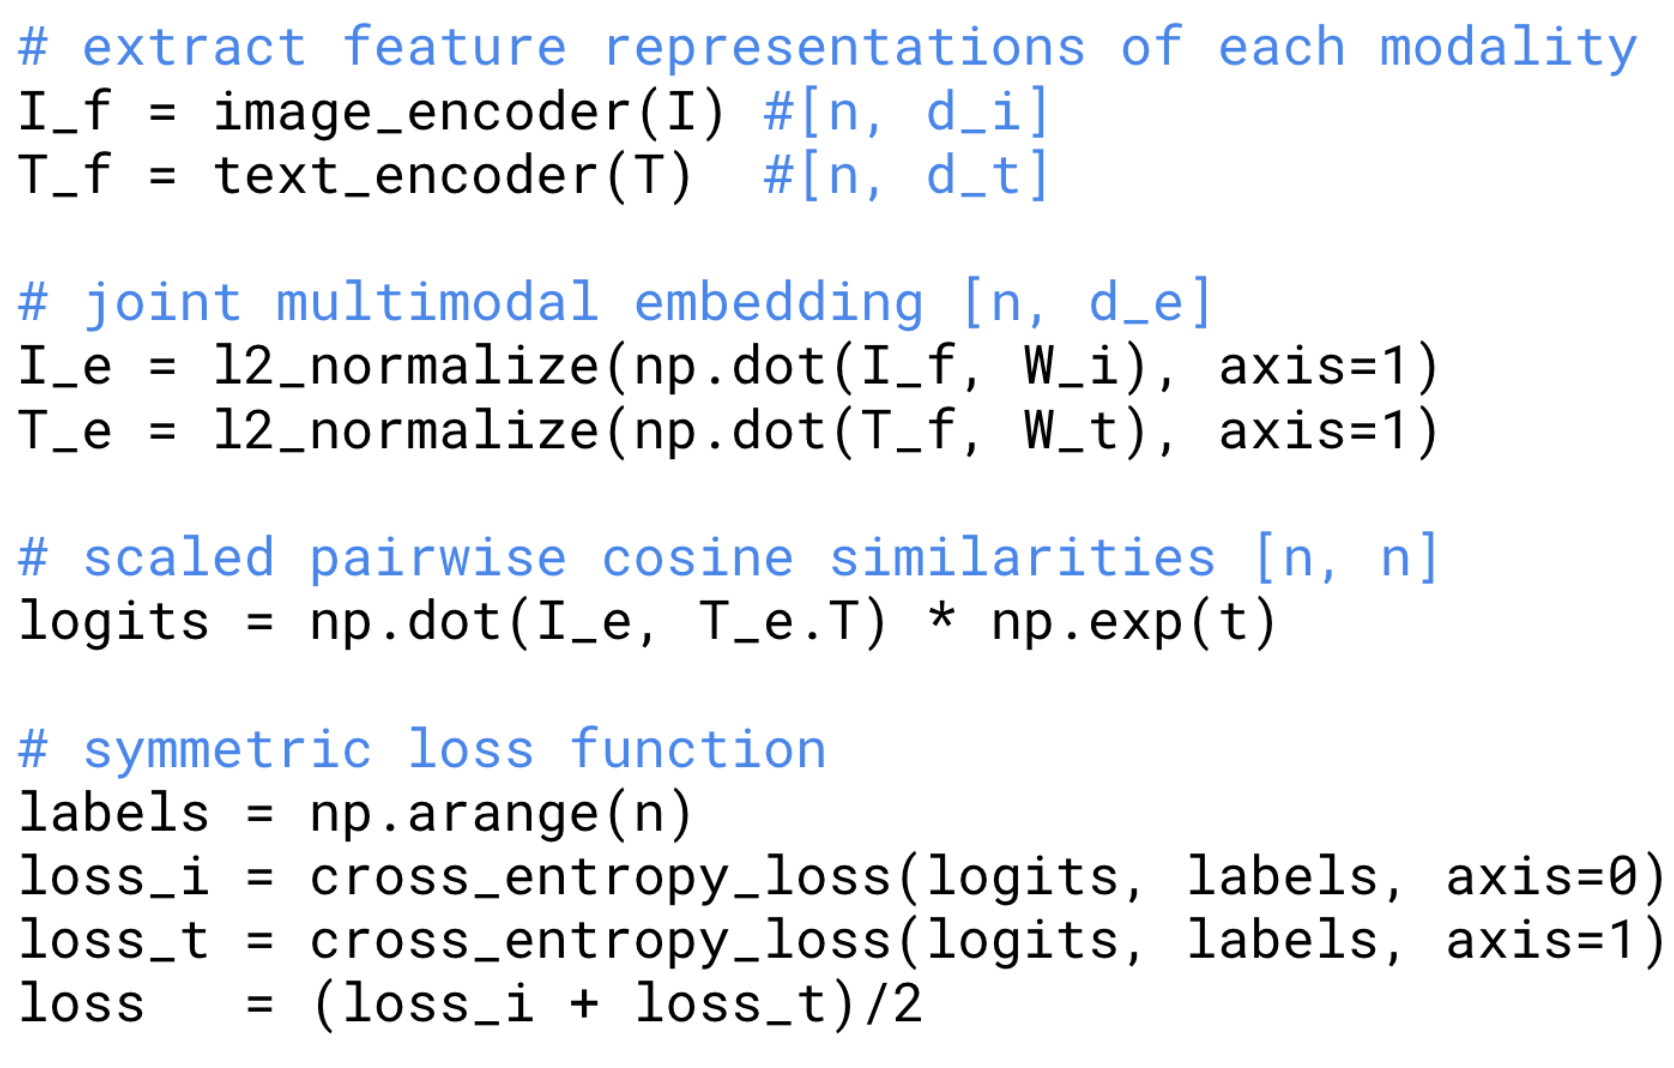 # extract feature representations of each modality
I_f = image_encoder(I) #[n, d_i]
T_f = text_encoder(T)  #[n, d_t]

# joint multimodal embedding [n, d_e]
I_e = l2_normalize(np.dot(I_f, W_i), axis=1)
T_e = l2_normalize(np.dot(T_f, W_t), axis=1)

# scaled pairwise cosine similarities [n, n]
logits = np.dot(I_e, T_e.T) * np.exp(t)

# symmetric loss function
labels = np.arange(n)
loss_i = cross_entropy_loss(logits, labels, axis=0)
loss_t = cross_entropy_loss(logits, labels, axis=1)
loss   = (loss_i + loss_t)/2